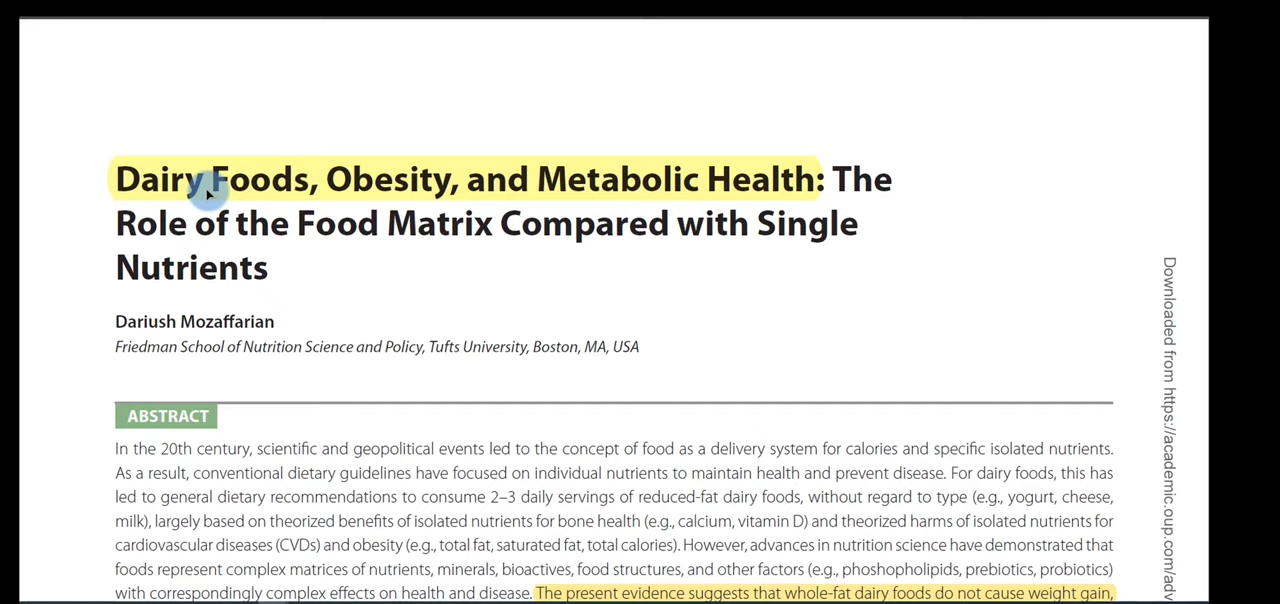 Dairy Foods, Obesity, and Metabolic Health: The
Role of the Food Matrix Compared with Single
Nutrients
Dariush Mozaffarian
Friedman School of Nutrition Science and Policy, Tufts University, Boston, MA, USA
ABSTRACT
In the 20th century, scientific and geopolitical events led to the concept of food as a delivery system for calories and specific isolated nutrients.
As a result, conventional dietary guidelines have focused on individual nutrients to maintain health and prevent disease. For dairy foods, this has
led to general dietary recommendations to consume 2–3 daily servings of reduced-fat dairy foods, without regard to type (e.g., yogurt, cheese,
milk), largely based on theorized benefits of isolated nutrients for bone health (e.g., calcium, vitamin D) and theorized harms of isolated nutrients for
cardiovascular diseases (CVDs) and obesity (e.g., total fat, saturated fat, total calories). However, advances in nutrition science have demonstrated that
foods represent complex matrices of nutrients, minerals, bioactives, food structures, and other factors (e.g., phoshopholipids, prebiotics, probiotics)
with correspondingly complex effects on health and disease. The present evidence suggests that whole-fat dairy foods do not cause weight gain,
Downloaded from https://academic.oup.com/adv